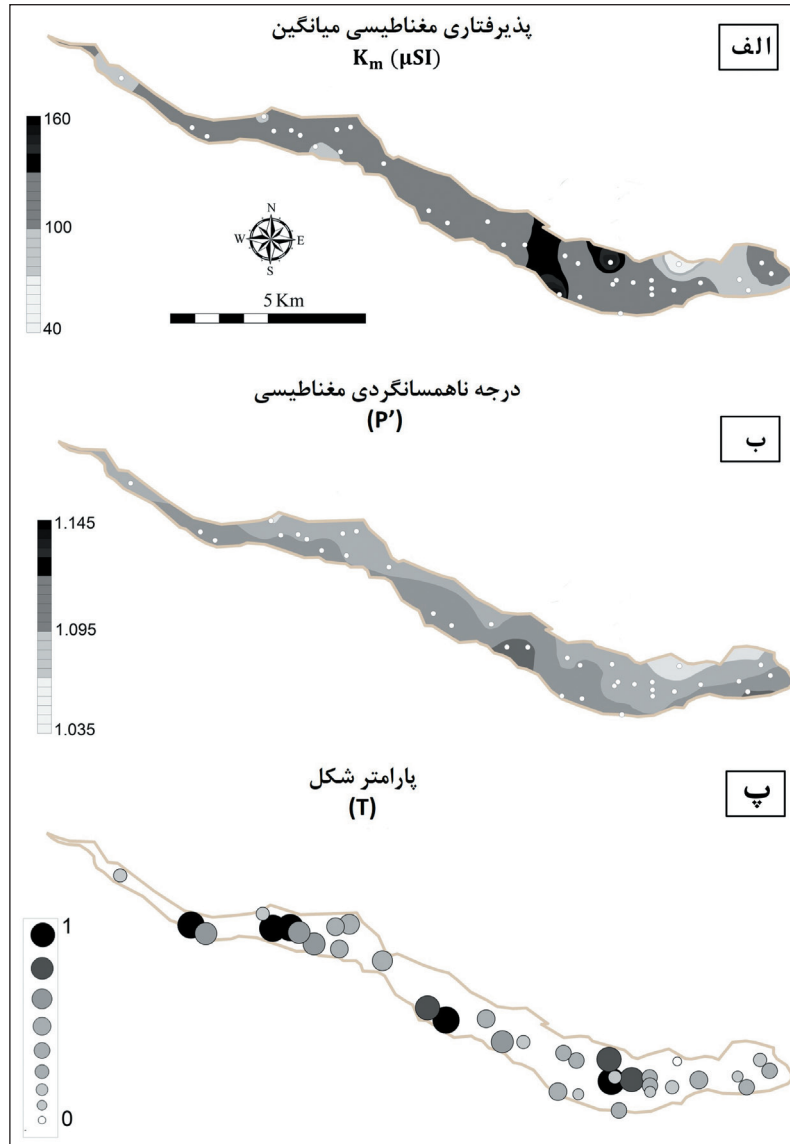 پذیرفتاری مغناطیسی میانگین
K_m (µSI)
الف
160
100
40
N
W
E
S
5 Km
درجه ناهمسانگردی مغناطیسی
(P')
ب
1.145
1.095
1.035
پارامتر شکل
(T)
پ
1
0